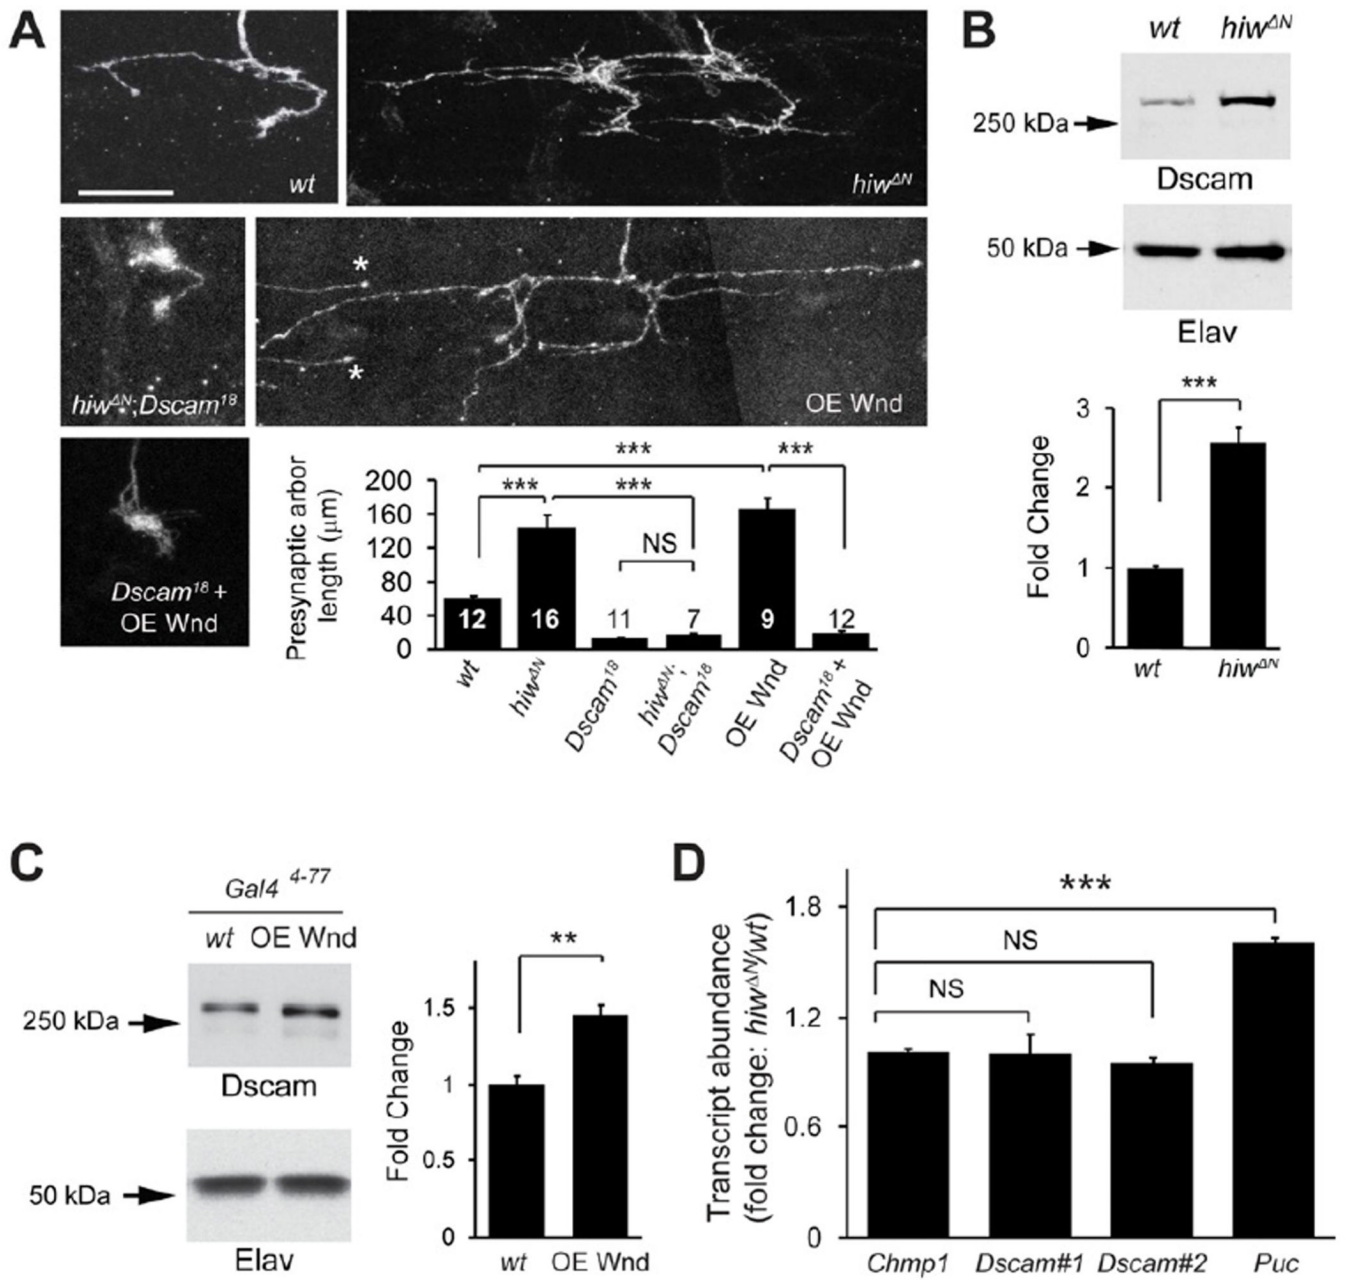 A
wt
hiwΔN
hiwΔN;Dscam18
*
*
OE Wnd
Dscam18 +
OE Wnd
Presynaptic arbor
length (μm)
200
160
120
80
40
0
***
***
***
***
NS
12
16
11
7
9
12
wt
hiwΔN
Dscam18
hiwΔN;
Dscam18
OE Wnd
Dscam18 +
OE Wnd
B
wt hiwΔN
250 kDa
Dscam
50 kDa
Elav
***
Fold Change
3
2
1
0
wt
hiwΔN
C
Gal4 4-77
wt OE Wnd
250 kDa
Dscam
50 kDa
Elav
**
Fold Change
1.5
1
0.5
0
wt
OE Wnd
D
Transcript abundance
(fold change: hiwΔN/wt)
1.8
1.2
0.6
0
***
NS
NS
Chmp1
Dscam#1
Dscam#2
Puc